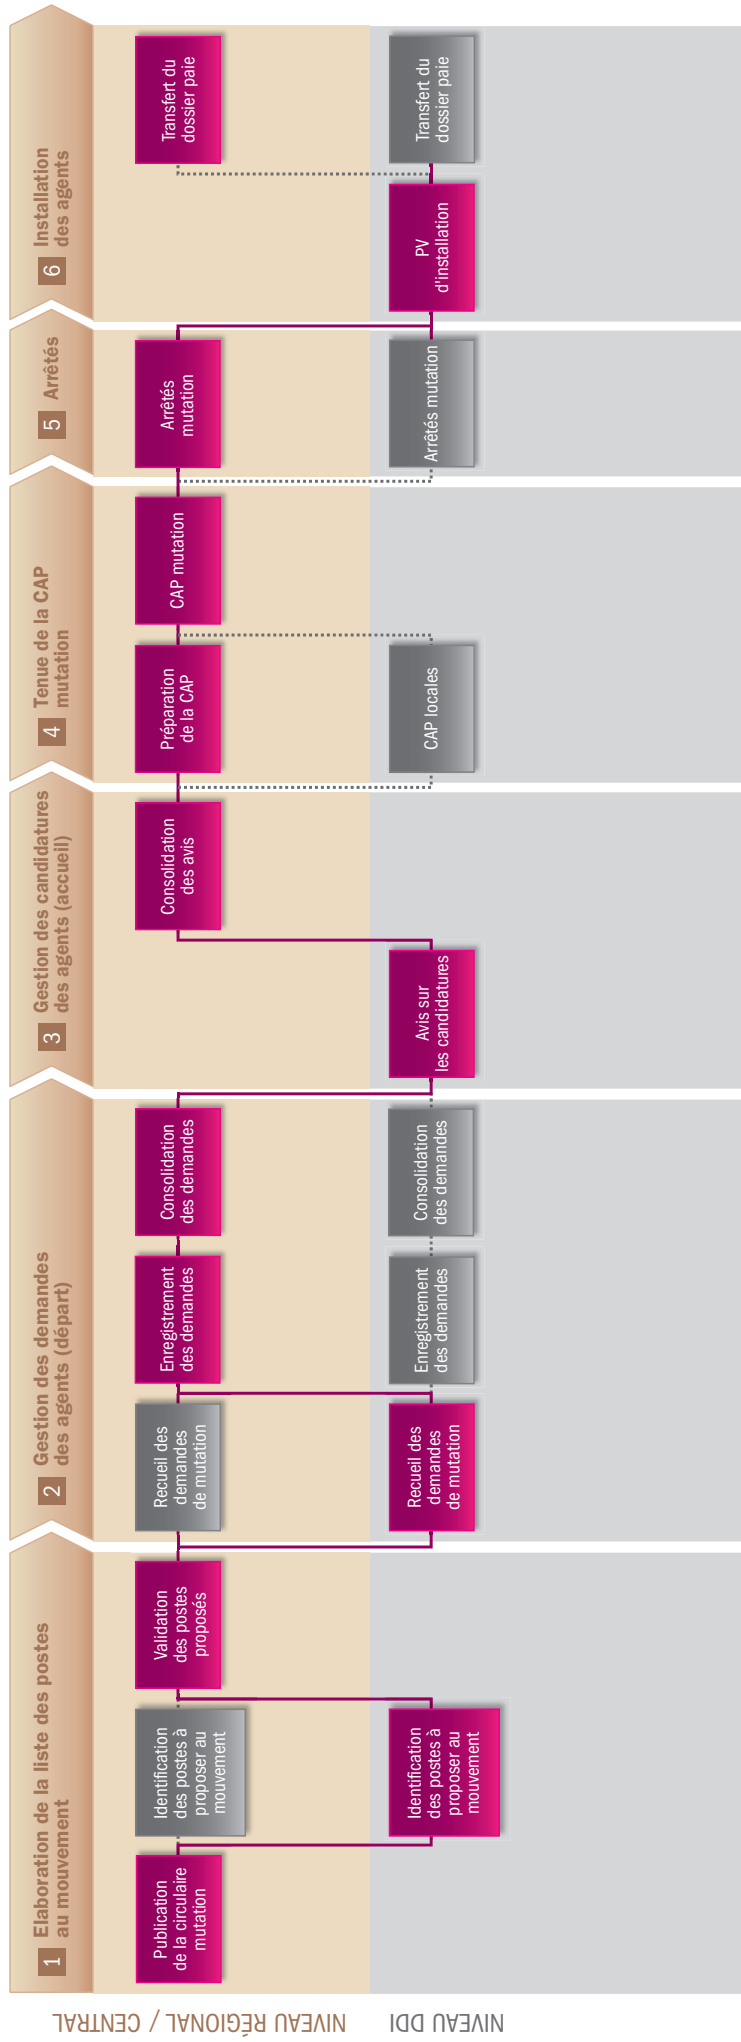 1 Elaboration de la liste des postes
au mouvement
2 Gestion des demandes
des agents (départ)
3 Gestion des candidatures
des agents (accueil)
4 Tenue de la CAP
mutation
5 Arrêtés
6 Installation
des agents
NIVEAU RÉGIONAL / CENTRAL
Publication
de la circulaire
mutation
Identification
des postes à
proposer au
mouvement
Validation
des postes
proposés
Recueil des
demandes
de mutation
Enregistrement
des demandes
Consolidation
des demandes
Consolidation
des avis
Préparation
de la CAP
CAP mutation
Arrêtés
mutation
Transfert du
dossier paie
NIVEAU DDI
Identification
des postes à
proposer au
mouvement
Recueil des
demandes
de mutation
Enregistrement
des demandes
Consolidation
des demandes
Avis sur
les candidatures
CAP locales
Arrêtés mutation
PV
d'installation
Transfert du
dossier paie